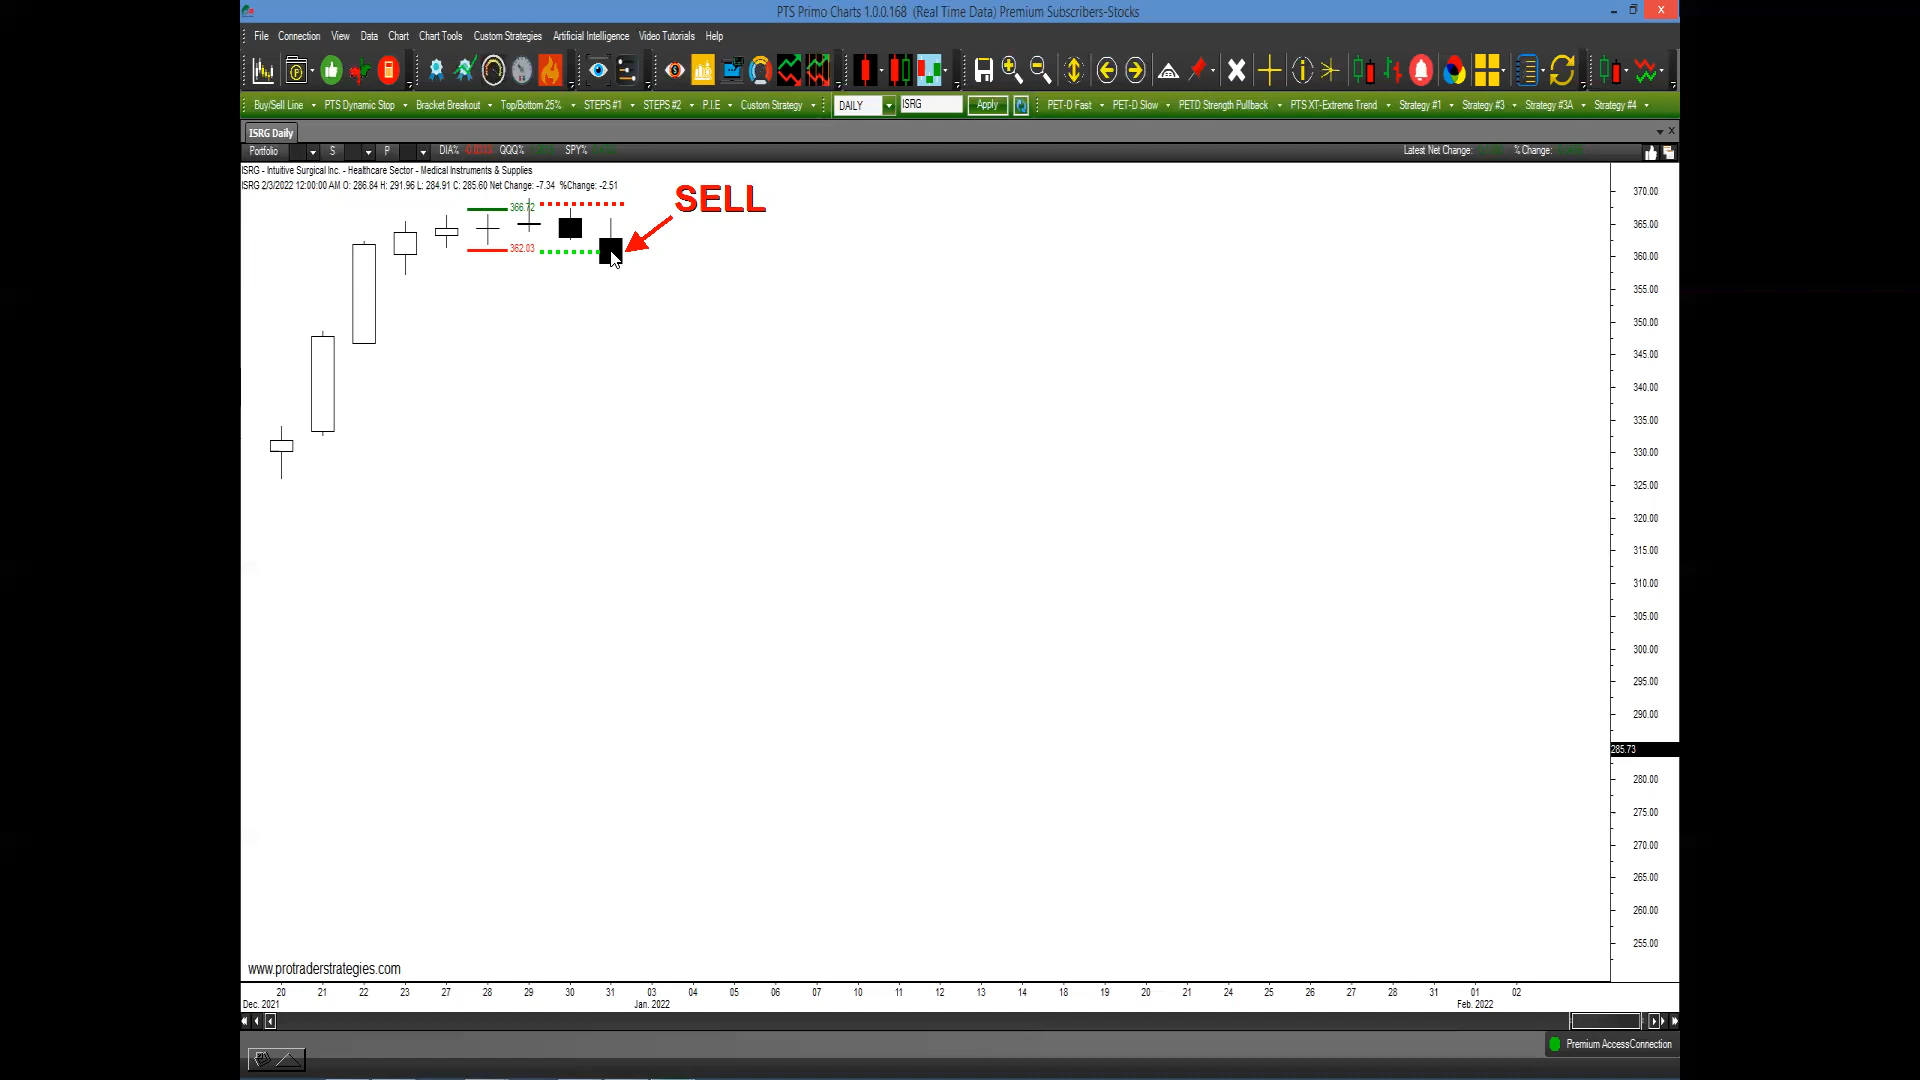 PTS Primo Charts 1.0.0.168 (Real Time Data) Premium Subscribers-Stocks
File Connection View Data Chart Chart Tools Custom Strategies Artificial Intelligence Video Tutorials Help
Buy/Sell Line PTS Dynamic Stop Bracket Breakout Top/Bottom 25% STEPS #1 STEPS #2 P.I.E Custom Strategy DAILY ISRG Apply PET-D Fast PET-D Slow PETD Strength Pullback PTS XT-Extreme Trend Strategy #1 Strategy #3 Strategy #3A Strategy #4
ISRG Daily
Portfolio S P DIA% QQQ% SPY% Latest Net Change: % Change:
ISRG - Intuitive Surgical Inc. - Healthcare Sector - Medical Instruments & Supplies
ISRG 2/3/2022 12:00:00 AM O: 286.84 H: 291.96 L: 284.91 C: 285.60 Net Change: -7.34 %Change: -2.51
SELL
366.72
362.03
370.00
365.00
360.00
355.00
350.00
345.00
340.00
335.00
330.00
325.00
320.00
315.00
310.00
305.00
300.00
295.00
290.00
285.73
280.00
275.00
270.00
265.00
260.00
255.00
www.protraderstrategies.com
20 21 22 23 27 28 29 30 31 03 04 05 06 07 10 11 12 13 14 18 19 20 21 24 25 26 27 28 31 01 02
Dec. 2021 Jan. 2022 Feb. 2022
Premium AccessConnection